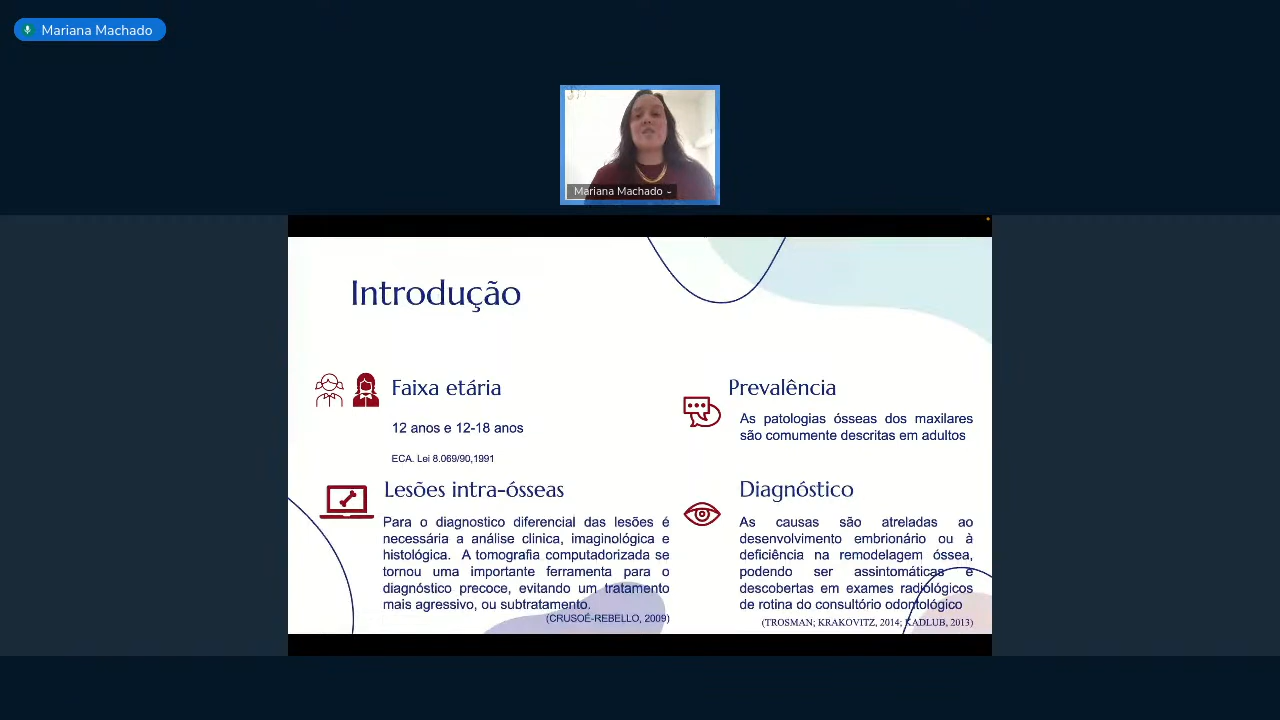 Mariana Machado
Mariana Machado
Introdução
Faixa etária
12 anos e 12-18 anos
ECA. Lei 8.069/90,1991
Prevalência
As patologias ósseas dos maxilares
são comumente descritas em adultos
Lesões intra-ósseas
Para o diagnostico diferencial das lesões é
necessária a análise clinica, imaginológica e
histológica. A tomografia computadorizada se
tornou uma importante ferramenta para o
diagnóstico precoce, evitando um tratamento
mais agressivo, ou subtratamento.
(CRUSOÉ-REBELLO, 2009)
Diagnóstico
As causas são atreladas ao
desenvolvimento embrionário ou à
deficiência na remodelagem óssea,
podendo ser assintomáticas e
descobertas em exames radiológicos
de rotina do consultório odontológico
(TROSMAN; KRAKOVITZ, 2014; KADLUB, 2013)